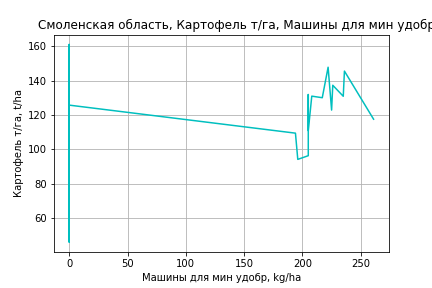 Смоленская область, Картофель т/га, Машины для мин удобр
160
140
120
100
80
60
Картофель т/га, t/ha
0 50 100 150 200 250
Машины для мин удобр, kg/ha